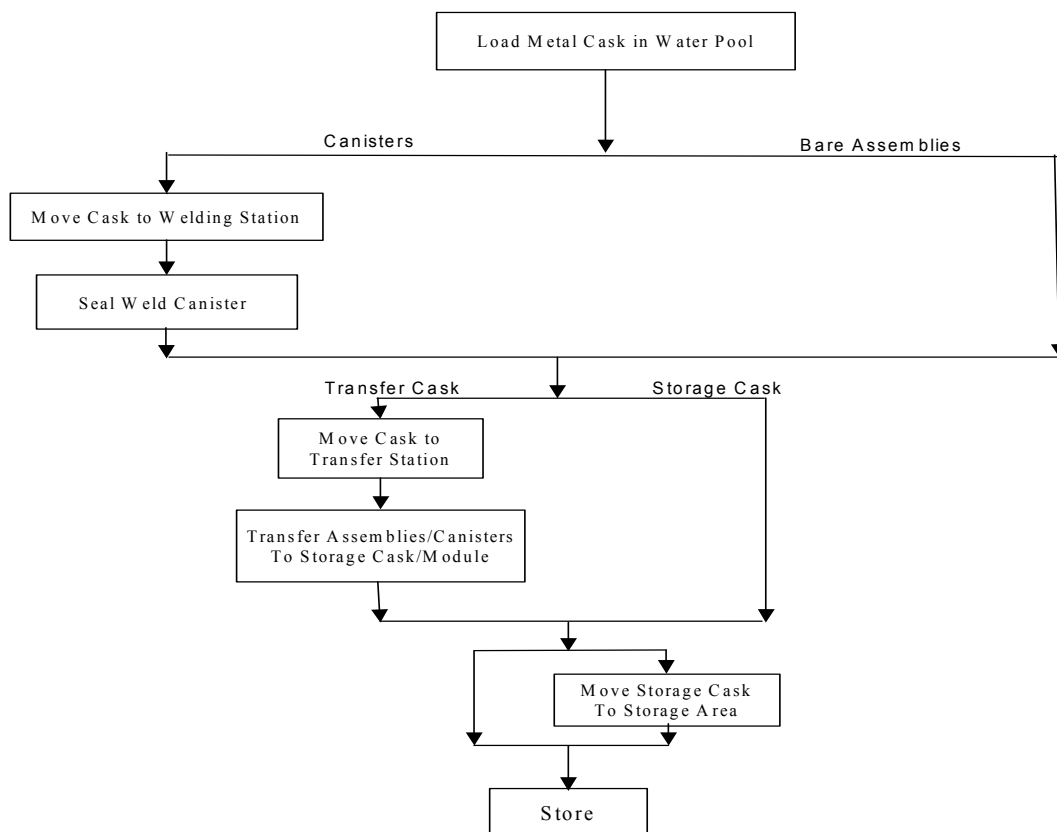 Load Metal Cask in Water Pool
Canisters
Bare Assemblies
Move Cask to Welding Station
Seal Weld Canister
Transfer Cask
Storage Cask
Move Cask to
Transfer Station
Transfer Assemblies/Canisters
To Storage Cask/Module
Move Storage Cask
To Storage Area
Store